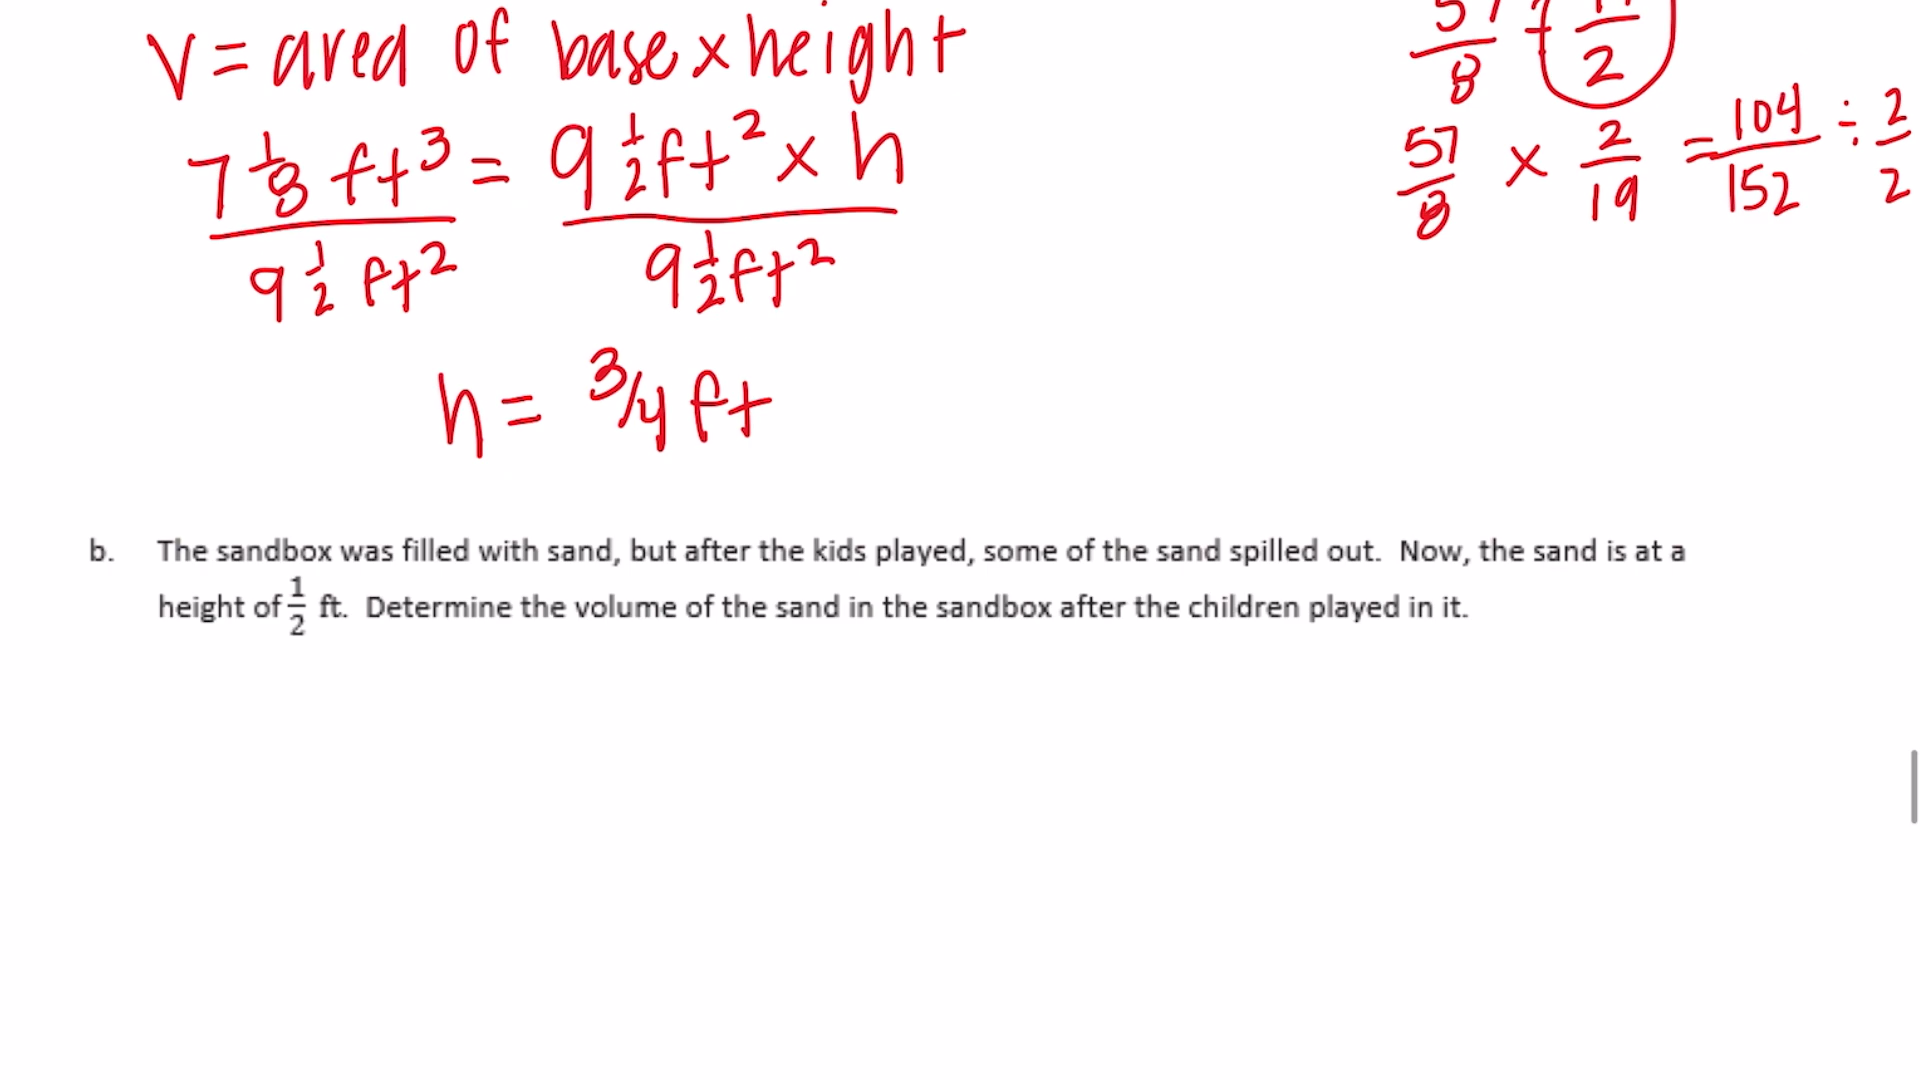 V = area of base x height
7 1/8 ft³ = 9 1/2 ft² x h
9 1/2 ft² 9 1/2 ft²
h = 3/4 ft
57/8 ÷ /2
57/8 x 2/19 = 104/152 ÷ 2/2
b. The sandbox was filled with sand, but after the kids played, some of the sand spilled out. Now, the sand is at a
height of 1/2 ft. Determine the volume of the sand in the sandbox after the children played in it.